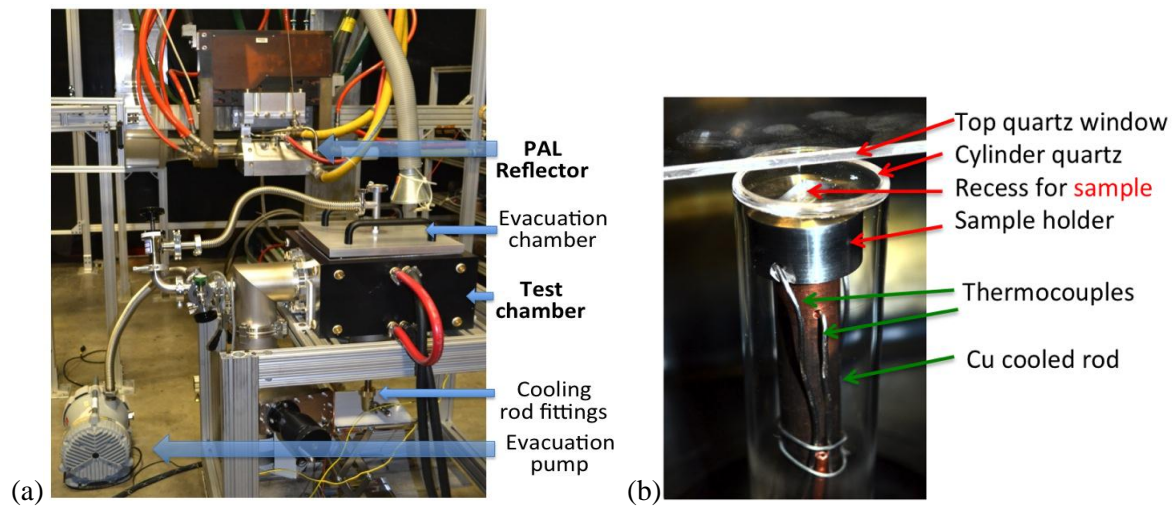 PAL
Reflector
Evacuation
chamber
Test
chamber
Cooling
rod fittings
Evacuation
pump
(a)
Top quartz window
Cylinder quartz
Recess for sample
Sample holder
Thermocouples
Cu cooled rod
(b)